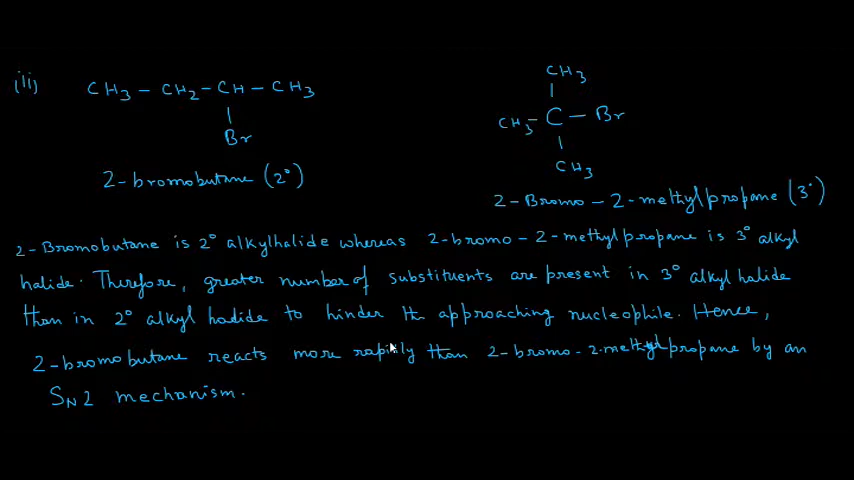 (iii)
CH3 - CH2 - CH - CH3
|
Br
2-bromobutane (2°)
CH3
|
CH3 - C - Br
|
CH3
2-Bromo-2-methylpropane (3°)
2-Bromobutane is 2° alkylhalide whereas 2-bromo-2-methylpropane is 3° alkyl
halide. Therefore, greater number of substituents are present in 3° alkyl halide
than in 2° alkyl halide to hinder the approaching nucleophile. Hence,
2-bromobutane reacts more rapidly than 2-bromo-2-methylpropane by an
SN2 mechanism.